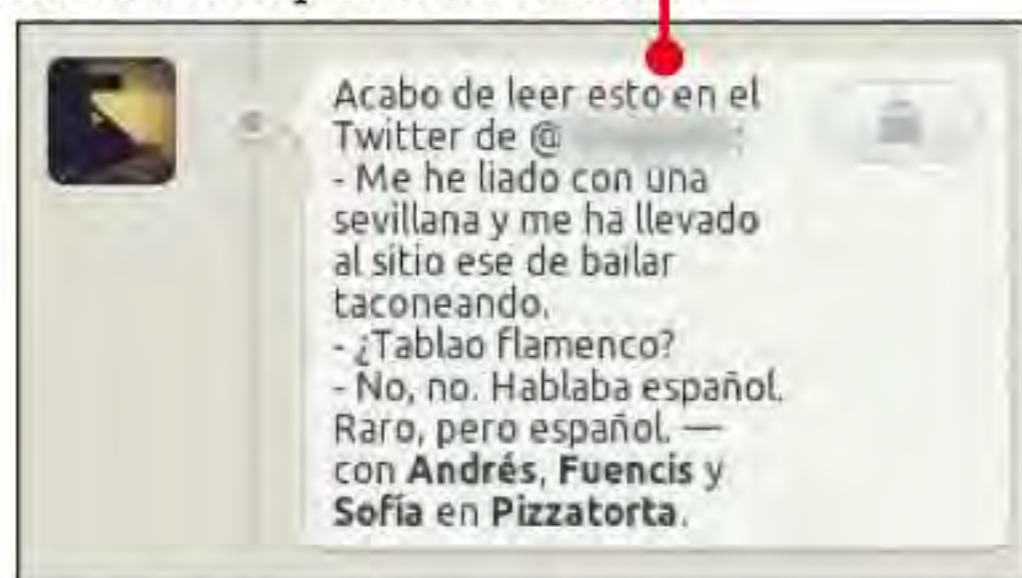 Acabo de leer esto en el
Twitter de @ :
- Me he liado con una
sevillana y me ha llevado
al sitio ese de bailar
taconeando.
- ¿Tablao flamenco?
- No, no. Hablaba español.
Raro, pero español. —
con Andrés, Fuencis y
Sofía en Pizzatorta.